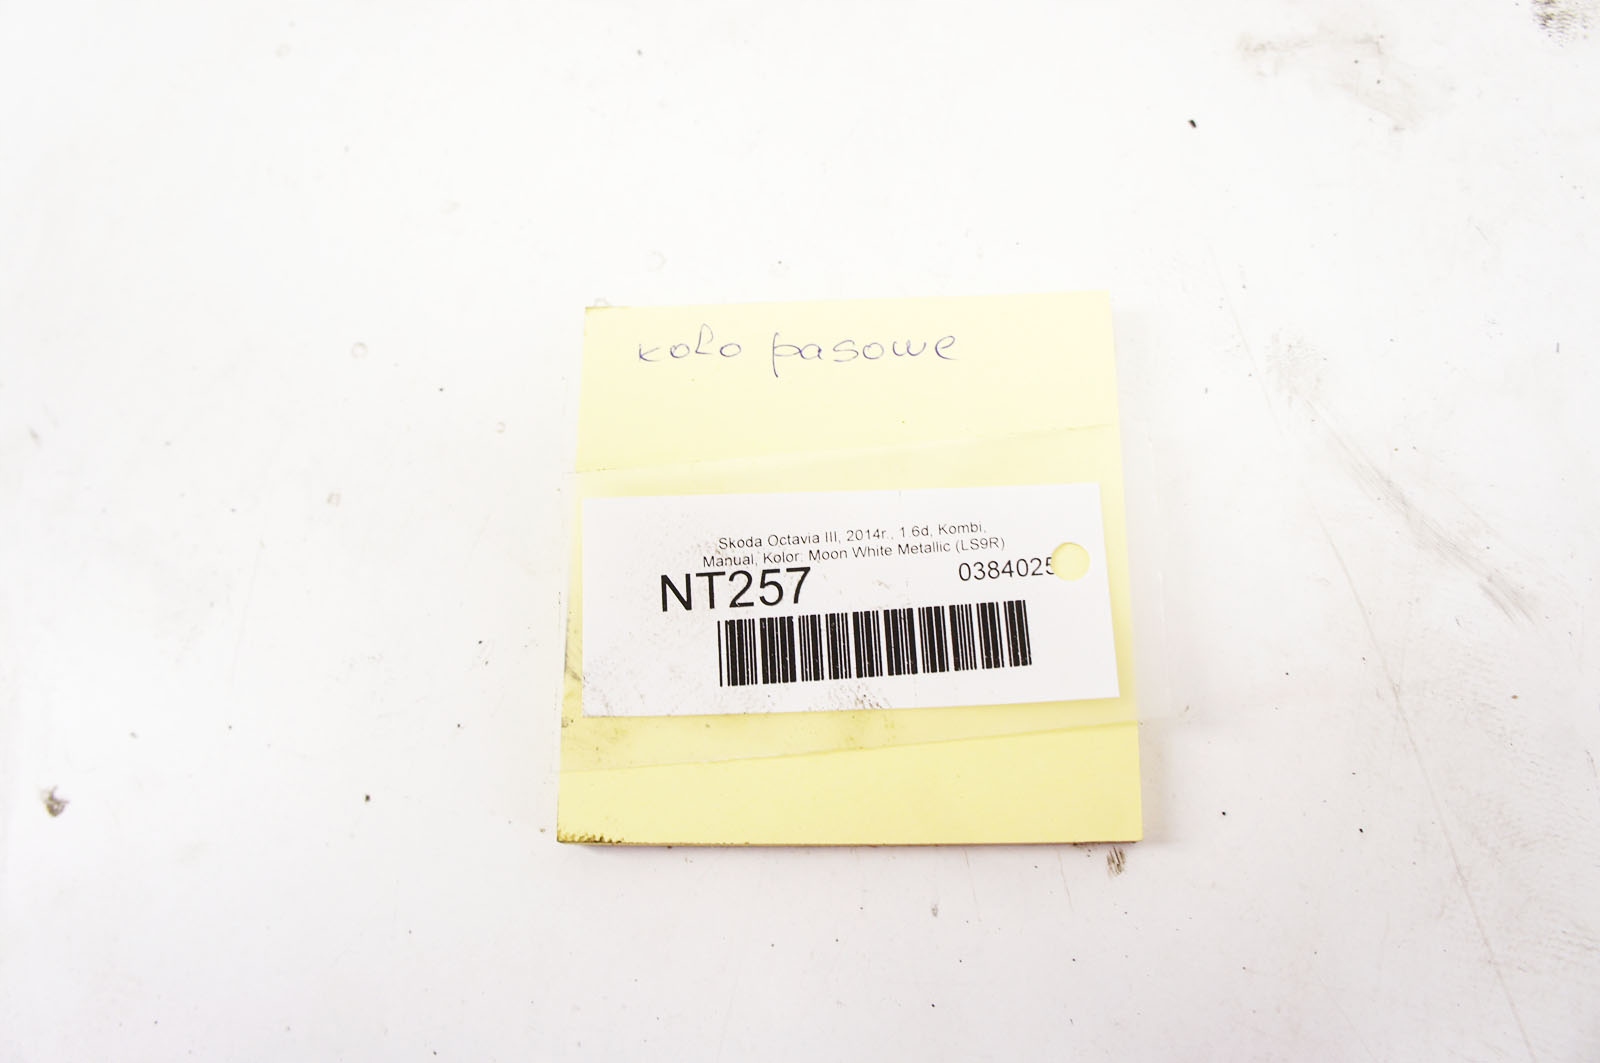 koło pasowe
Skoda Octavia III, 2014r., 1.6d, Kombi,
Manual, Kolor: Moon White Metallic (LS9R)
NT257
0384025